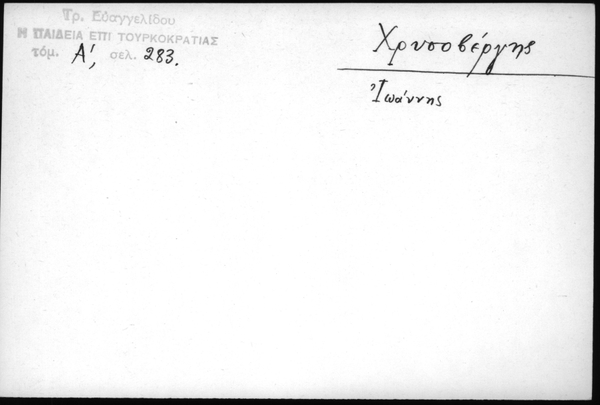 Τρ. Εὐαγγελίδου
Η ΠΑΙΔΕΙΑ ΕΠΙ ΤΟΥΡΚΟΚΡΑΤΙΑΣ
τόμ. Α', σελ. 283.
Χρυσοβέργης
Ἰωάννης